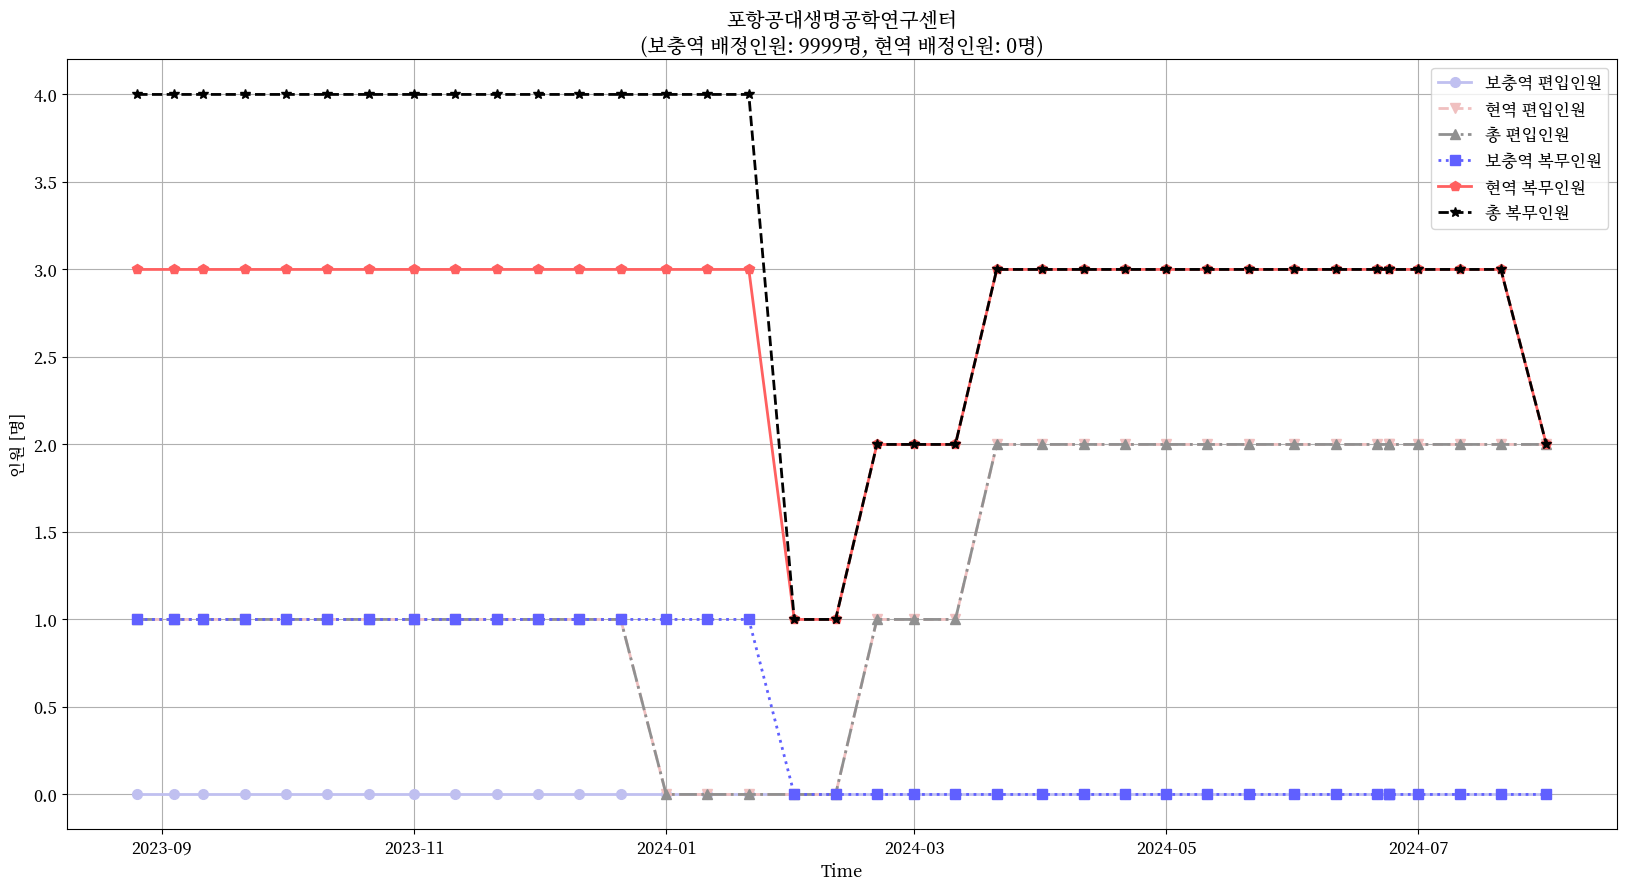 포항공대생명공학연구센터
(보충역 배정인원: 9999명, 현역 배정인원: 0명)
보충역 편입인원
현역 편입인원
총 편입인원
보충역 복무인원
현역 복무인원
총 복무인원
인원 [명]
4.0
3.5
3.0
2.5
2.0
1.5
1.0
0.5
0.0
2023-09
2023-11
2024-01
2024-03
2024-05
2024-07
Time